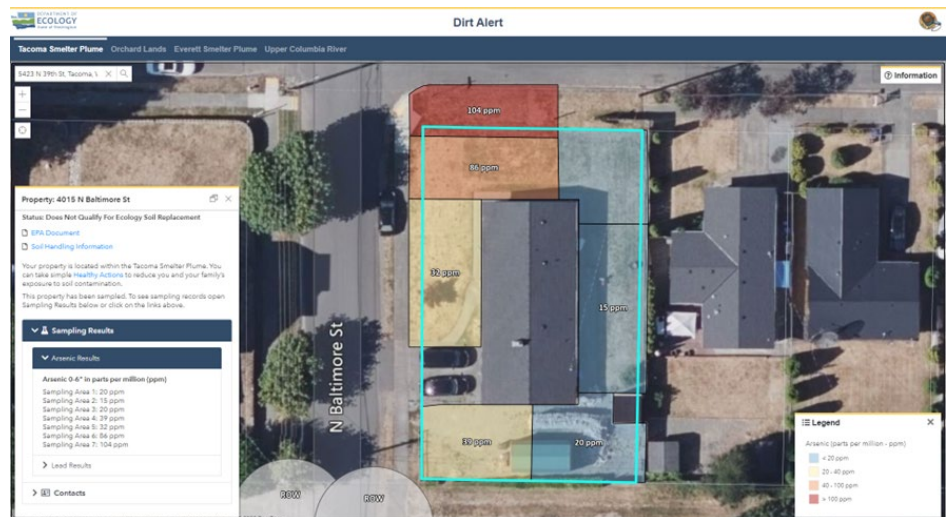 DEPARTMENT OF
ECOLOGY
State of Washington
Dirt Alert
Tacoma Smelter Plume Orchard Lands Everett Smelter Plume Upper Columbia River
5423 N 39th St, Tacoma,
Information
104 ppm
86 ppm
32 ppm
15 ppm
39 ppm
20 ppm
N Baltimore St
ROW
ROW
Property: 4015 N Baltimore St
Status: Does Not Qualify For Ecology Soil Replacement
EPA Document
Soil Handling Information
Your property is located within the Tacoma Smelter Plume. You
can take simple Healthy Actions to reduce you and your family's
exposure to soil contamination.
This property has been sampled. To see sampling records open
Sampling Results below or click on the links above.
Sampling Results
Arsenic Results
Arsenic 0-6" in parts per million (ppm)
Sampling Area 1: 20 ppm
Sampling Area 2: 15 ppm
Sampling Area 3: 20 ppm
Sampling Area 4: 39 ppm
Sampling Area 5: 32 ppm
Sampling Area 6: 86 ppm
Sampling Area 7: 104 ppm
Lead Results
Contacts
Legend
Arsenic (parts per million - ppm)
< 20 ppm
20 - 40 ppm
40 - 100 ppm
> 100 ppm